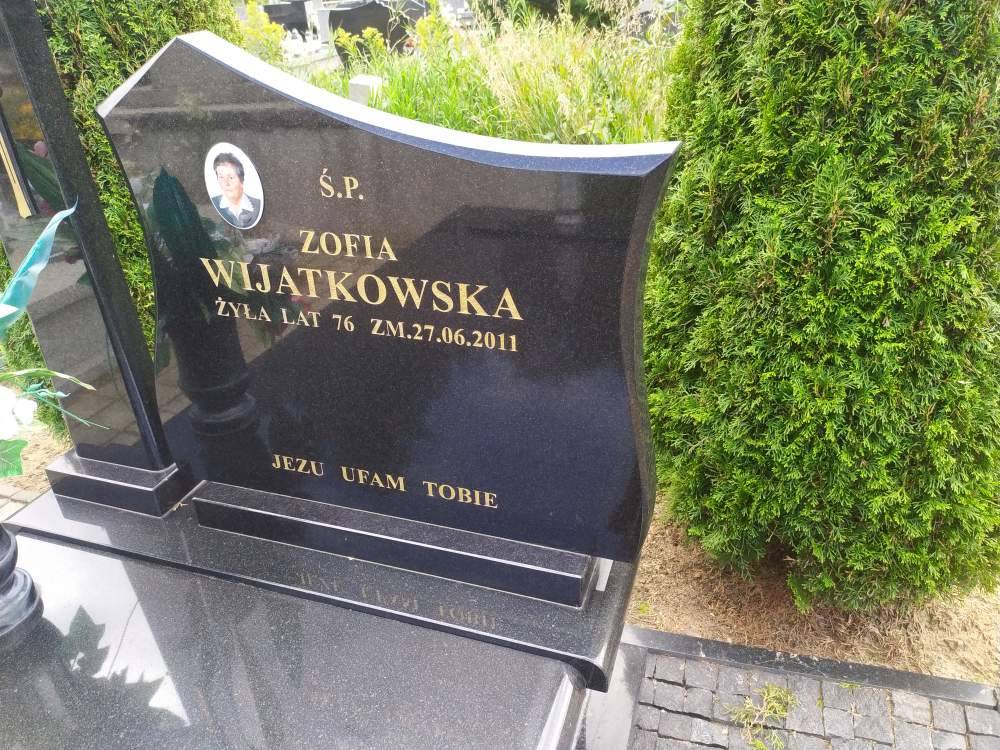 Ś.P.
ZOFIA
WIJATKOWSKA
ŻYŁA LAT 76 ZM.27.06.2011
JEZU UFAM TOBIE